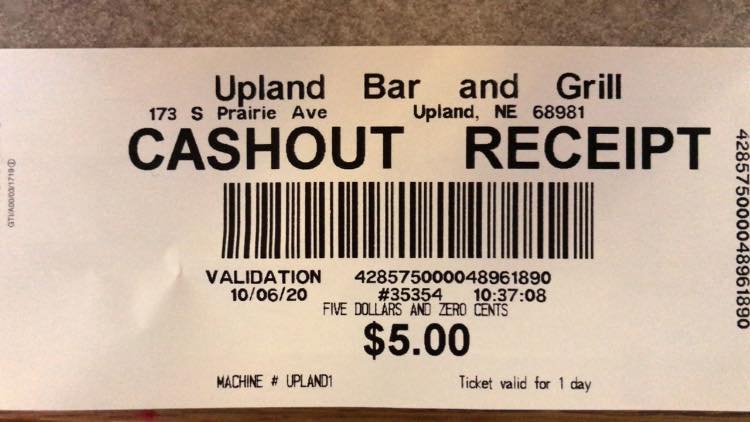 Upland Bar and Grill
173 S Prairie Ave Upland, NE 68981
CASHOUT RECEIPT
VALIDATION 428575000048961890
10/06/20 #35354 10:37:08
FIVE DOLLARS AND ZERO CENTS
$5.00
MACHINE # UPLAND1 Ticket valid for 1 day
428575000048961890